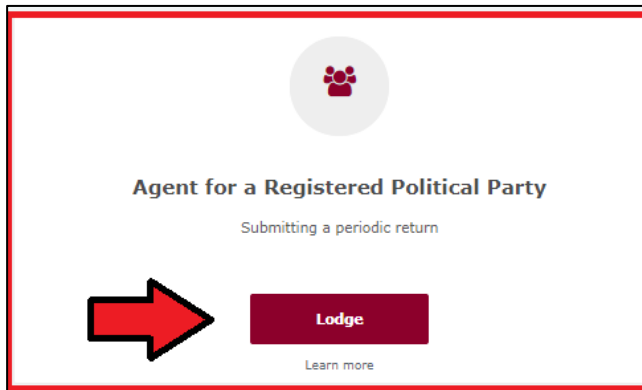 Agent for a Registered Political Party
Submitting a periodic return
Lodge
Learn more